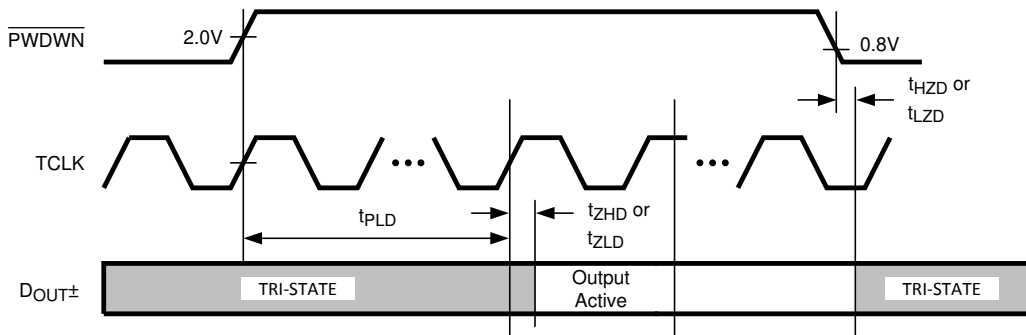 PWDWN
2.0V
0.8V
tHZD or
tLZD
TCLK
•••
•••
tPLD
tZHD or
tZLD
DOUT±
TRI-STATE
Output
Active
TRI-STATE